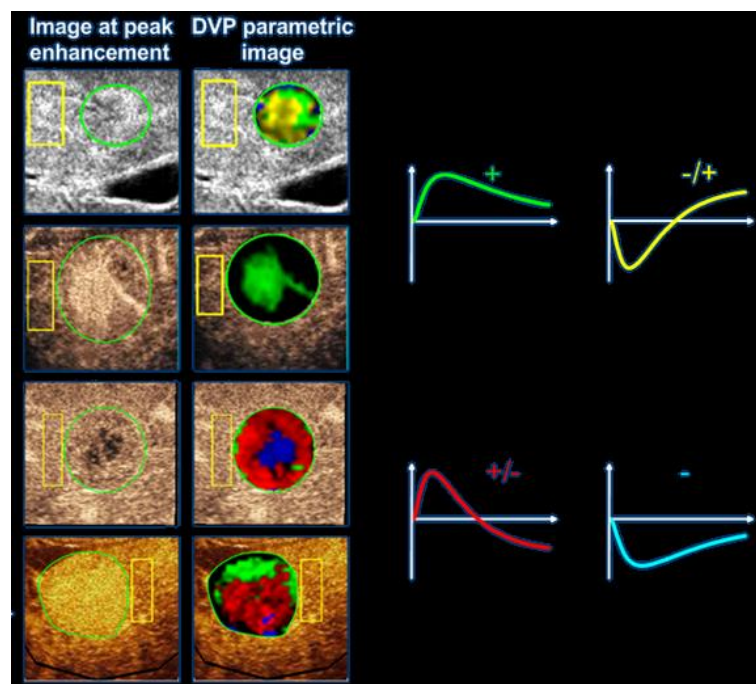 Image at peak
enhancement
DVP parametric
image
+
-/+
+/-
-